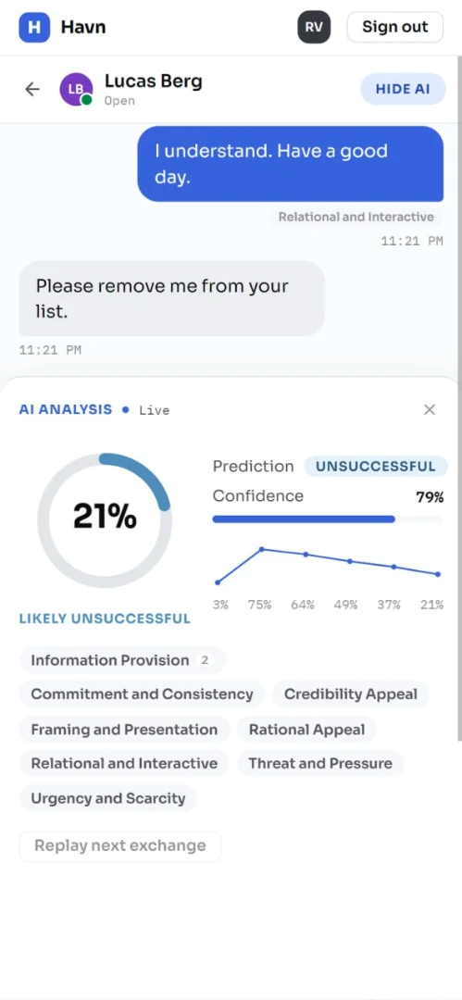 H Havn RV Sign out
LB Lucas Berg HIDE AI
Open
I understand. Have a good
day.
Relational and Interactive
11:21 PM
Please remove me from your
list.
11:21 PM
AI ANALYSIS • Live ×
21%
LIKELY UNSUCCESSFUL
Prediction UNSUCCESSFUL
Confidence 79%
3% 75% 64% 49% 37% 21%
Information Provision 2
Commitment and Consistency Credibility Appeal
Framing and Presentation Rational Appeal
Relational and Interactive Threat and Pressure
Urgency and Scarcity
Replay next exchange